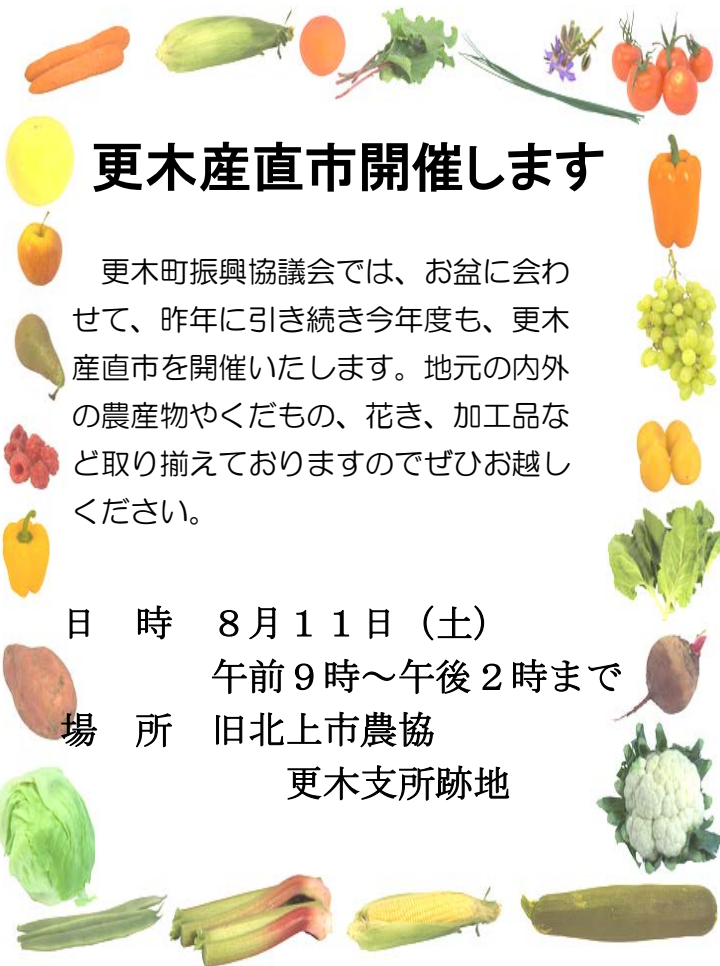 更木産直市開催します
　更木町振興協議会では、お盆に会わ
せて、昨年に引き続き今年度も、更木
産直市を開催いたします。地元の内外
の農産物やくだもの、花き、加工品な
ど取り揃えておりますのでぜひお越し
ください。
日　時　８月１１日（土）
午前９時～午後２時まで
場　所　旧北上市農協
更木支所跡地